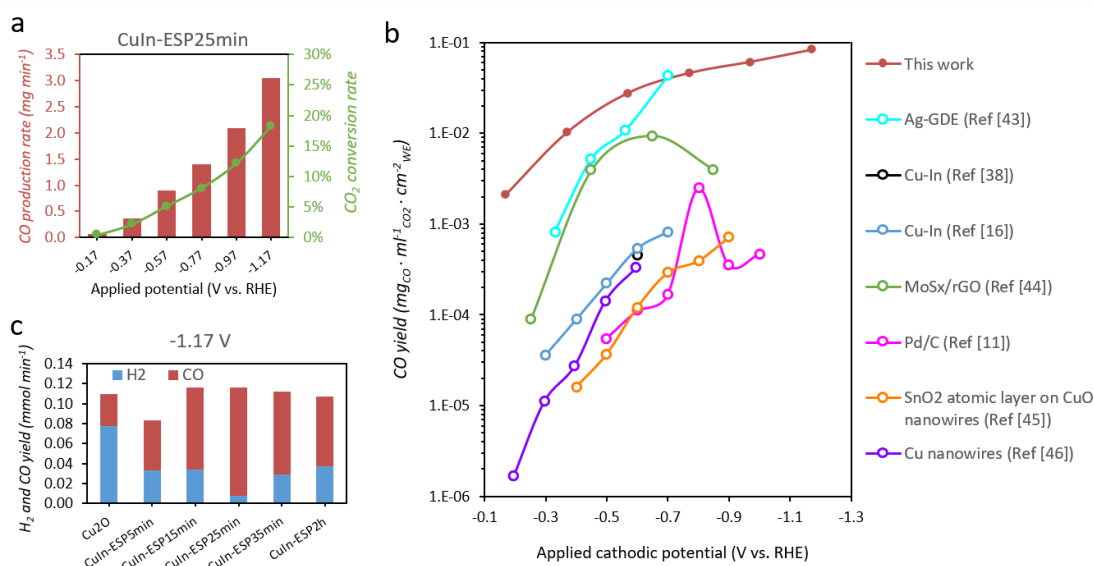 a
CuIn-ESP25min
CO production rate (mg min⁻¹)
3.5
3.0
2.5
2.0
1.5
1.0
0.5
0.0
30%
25%
20%
15%
10%
5%
0%
CO₂ conversion rate
-0.17
-0.37
-0.57
-0.77
-0.97
-1.17
Applied potential (V vs. RHE)
b
CO yield (mg_CO· ml⁻¹_CO2· cm⁻²_WE)
1.E-01
1.E-02
1.E-03
1.E-04
1.E-05
1.E-06
-0.1
-0.3
-0.5
-0.7
-0.9
-1.1
-1.3
Applied cathodic potential (V vs. RHE)
This work
Ag-GDE (Ref [43])
Cu-In (Ref [38])
Cu-In (Ref [16])
MoSx/rGO (Ref [44])
Pd/C (Ref [11])
SnO2 atomic layer on CuO
nanowires (Ref [45])
Cu nanowires (Ref [46])
c
-1.17 V
H₂ and CO yield (mmol min⁻¹)
0.14
0.12
0.10
0.08
0.06
0.04
0.02
0.00
H2
CO
Cu2O
CuIn-ESP5min
CuIn-ESP15min
CuIn-ESP25min
CuIn-ESP35min
CuIn-ESP2h